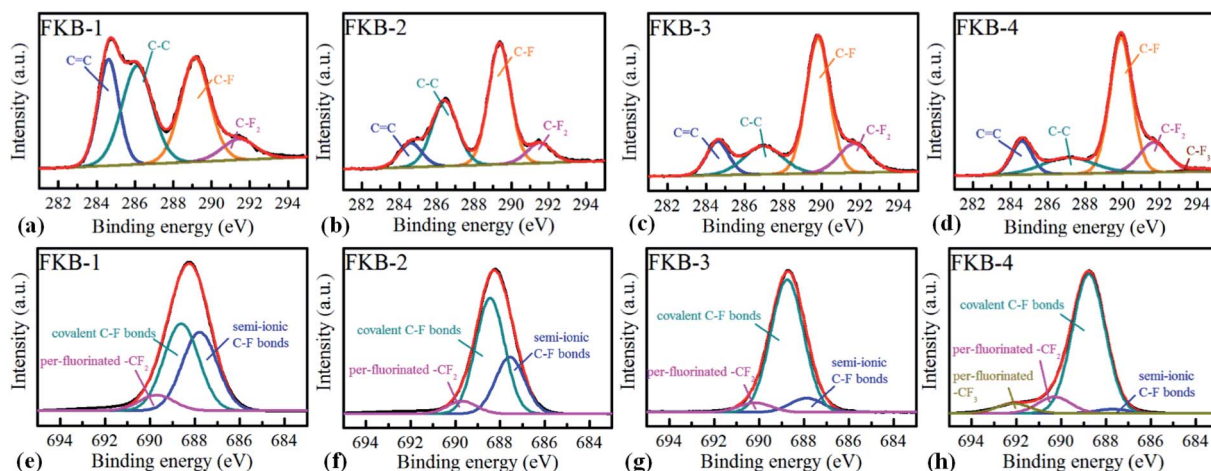 FKB-1
C=C
C-C
C-F
C-F2
Intensity (a.u.)
282 284 286 288 290 292 294
Binding energy (eV)
(a)
FKB-2
C=C
C-C
C-F
C-F2
Intensity (a.u.)
282 284 286 288 290 292 294
Binding energy (eV)
(b)
FKB-3
C=C
C-C
C-F
C-F2
Intensity (a.u.)
282 284 286 288 290 292 294
Binding energy (eV)
(c)
FKB-4
C=C
C-C
C-F
C-F2
C-F3
Intensity (a.u.)
282 284 286 288 290 292 294
Binding energy (eV)
(d)
FKB-1
covalent C-F bonds
semi-ionic
C-F bonds
per-fluorinated -CF2
Intensity (a.u.)
694 692 690 688 686 684
Binding energy (eV)
(e)
FKB-2
covalent C-F bonds
semi-ionic
C-F bonds
per-fluorinated -CF2
Intensity (a.u.)
694 692 690 688 686 684
Binding energy (eV)
(f)
FKB-3
covalent C-F bonds
semi-ionic
C-F bonds
per-fluorinated -CF2
Intensity (a.u.)
694 692 690 688 686 684
Binding energy (eV)
(g)
FKB-4
covalent C-F bonds
per-fluorinated -CF2
per-fluorinated
-CF3
semi-ionic
C-F bonds
Intensity (a.u.)
694 692 690 688 686 684
Binding energy (eV)
(h)